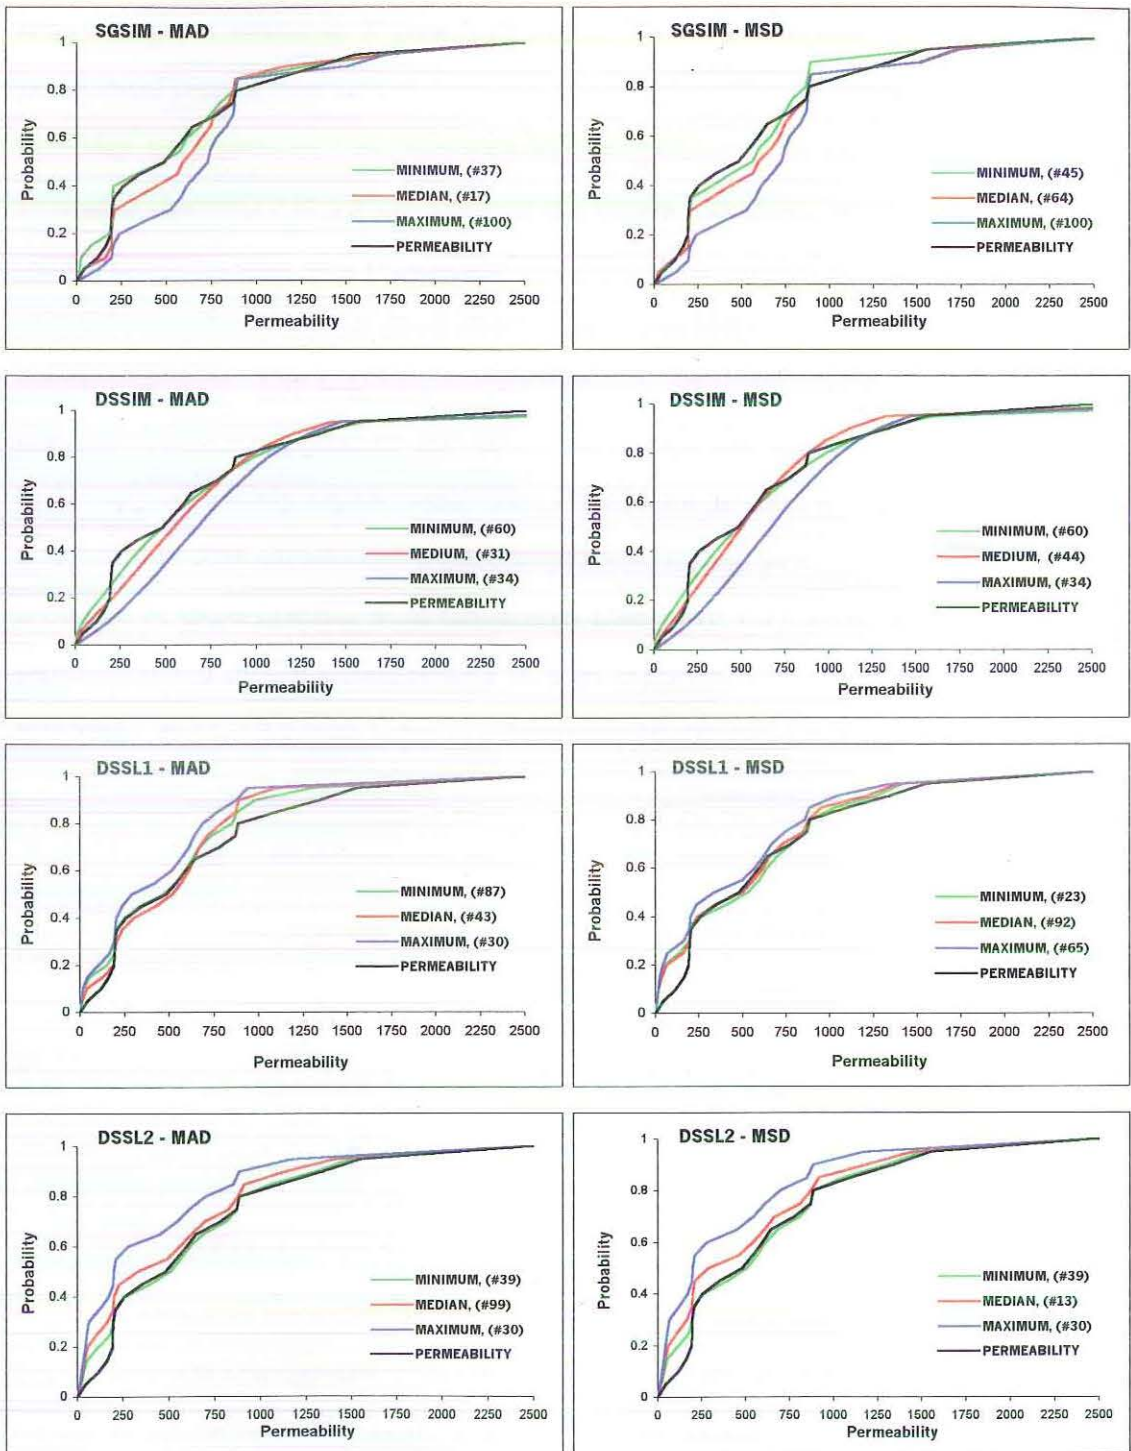 SGSIM - MAD
1
0.8
0.6
0.4
0.2
0
Probability
MINIMUM, (#37)
MEDIAN, (#17)
MAXIMUM, (#100)
PERMEABILITY
0 250 500 750 1000 1250 1500 1750 2000 2250 2500
Permeability
SGSIM - MSD
1
0.8
0.6
0.4
0.2
0
Probability
MINIMUM, (#45)
MEDIAN, (#64)
MAXIMUM, (#100)
PERMEABILITY
0 250 500 750 1000 1250 1500 1750 2000 2250 2500
Permeability
DSSIM - MAD
1
0.8
0.6
0.4
0.2
0
Probability
MINIMUM, (#60)
MEDIUM, (#31)
MAXIMUM, (#34)
PERMEABILITY
0 250 500 750 1000 1250 1500 1750 2000 2250 2500
Permeability
DSSIM - MSD
1
0.8
0.6
0.4
0.2
0
Probability
MINIMUM, (#60)
MEDIUM, (#44)
MAXIMUM, (#34)
PERMEABILITY
0 250 500 750 1000 1250 1500 1750 2000 2250 2500
Permeability
DSSL1 - MAD
1
0.8
0.6
0.4
0.2
0
Probability
MINIMUM, (#87)
MEDIAN, (#43)
MAXIMUM, (#30)
PERMEABILITY
0 250 500 750 1000 1250 1500 1750 2000 2250 2500
Permeability
DSSL1 - MSD
1
0.8
0.6
0.4
0.2
0
Probability
MINIMUM, (#23)
MEDIAN, (#92)
MAXIMUM, (#65)
PERMEABILITY
0 250 500 750 1000 1250 1500 1750 2000 2250 2500
Permeability
DSSL2 - MAD
1
0.8
0.6
0.4
0.2
0
Probability
MINIMUM, (#39)
MEDIAN, (#99)
MAXIMUM, (#30)
PERMEABILITY
0 250 500 750 1000 1250 1500 1750 2000 2250 2500
Permeability
DSSL2 - MSD
1
0.8
0.6
0.4
0.2
0
Probability
MINIMUM, (#39)
MEDIAN, (#13)
MAXIMUM, (#30)
PERMEABILITY
0 250 500 750 1000 1250 1500 1750 2000 2250 2500
Permeability